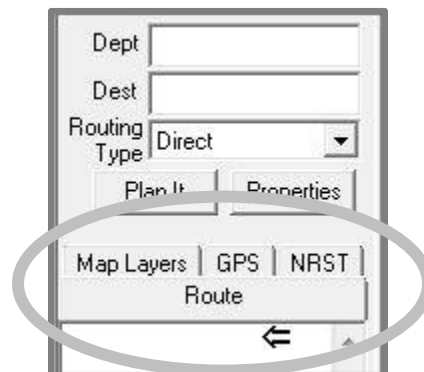 Dept
Dest
Routing
Type Direct
Plan It Properties
Map Layers GPS NRST
Route